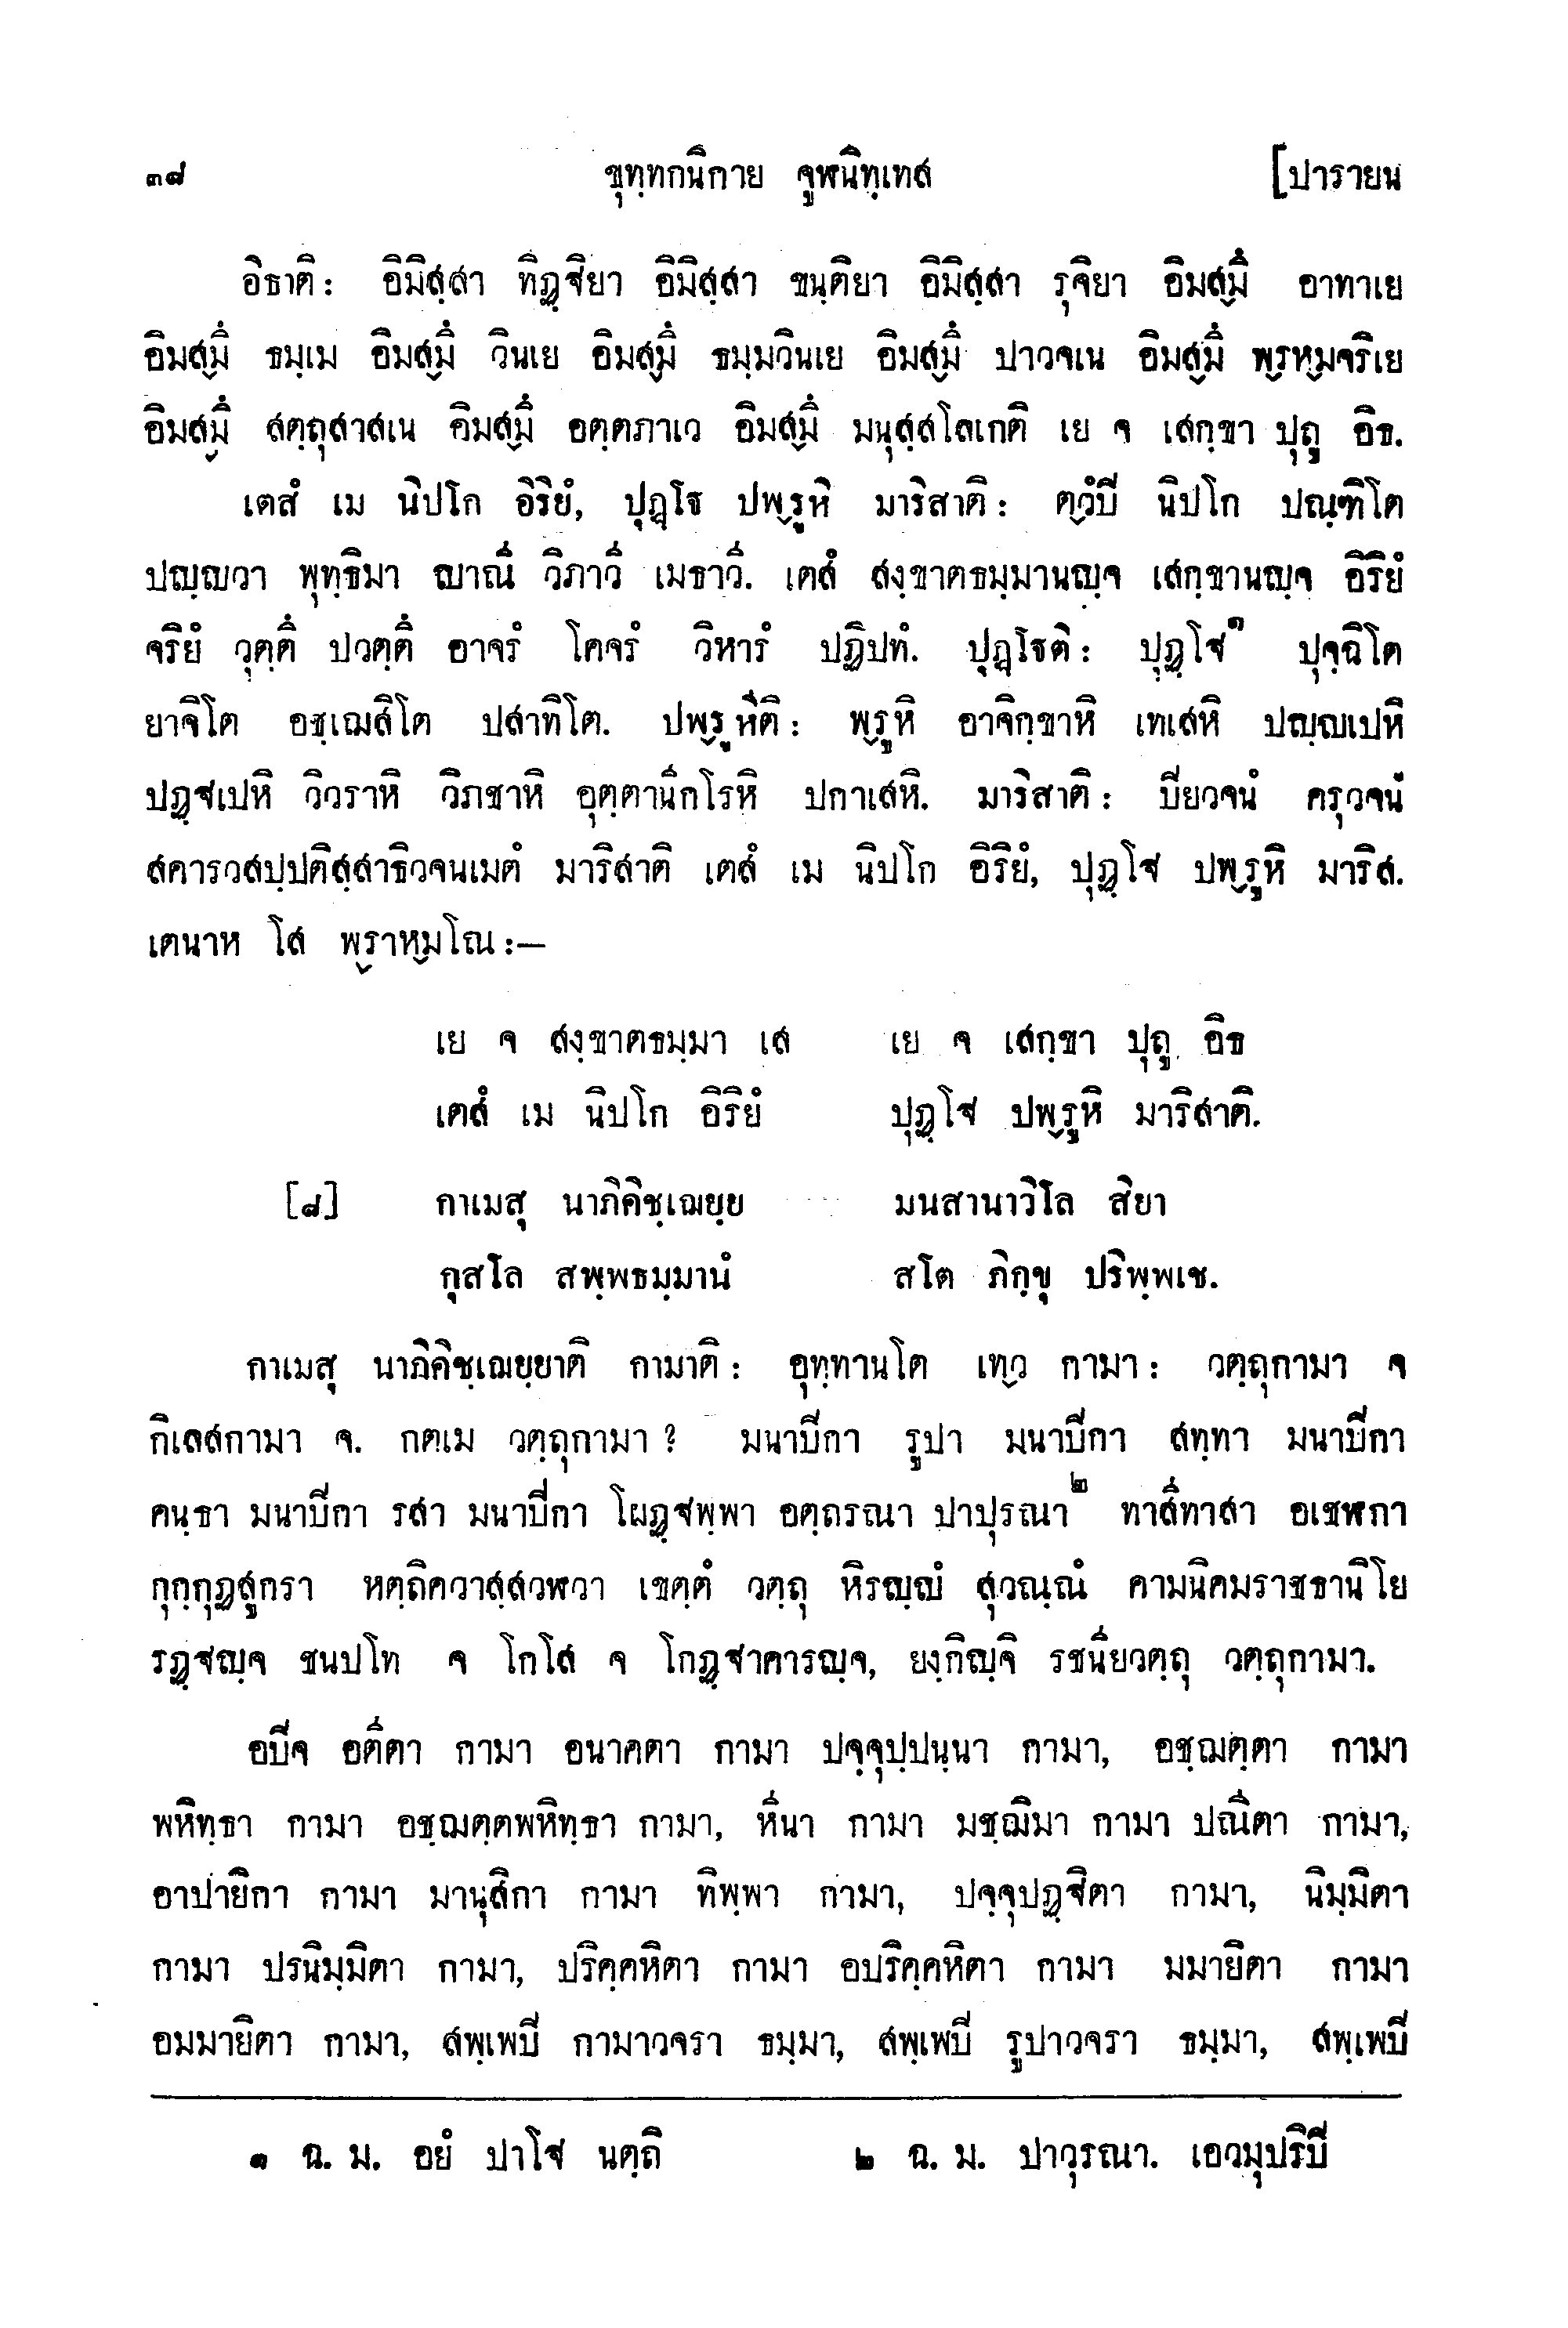 ๓๘ ขุทฺทกนิกาย จูฬนิทฺเทส [ปารายน
อิธาติ: อิมิสฺสา ทิฏฺฐิยา อิมิสฺสา ขนฺติยา อิมิสฺสา รุจิยา อิมสฺมึ อาทาเย
อิมสฺมึ ธมฺเม อิมสฺมึ วินเย อิมสฺมึ ธมฺมวินเย อิมสฺมึ ปาวจเน อิมสฺมึ พฺรหฺมจริเย
อิมสฺมึ สตฺถุสาสเน อิมสฺมึ อตฺตภาเว อิมสฺมึ มนุสฺสโลเกติ เย จ เสกฺขา ปุถู อิธ.
เตสํ เม นิปโก อิริยํ, ปุฏฺโฐ ปพฺรูหิ มาริสาติ: ตฺวํปิ นิปโก ปณฺฑิโต
ปญฺญวา พุทฺธิมา ญาณี วิภาวี เมธาวี. เตสํ สงฺขาตธมฺมานญฺจ เสกฺขานญฺจ อิริยํ
จริยํ วุตฺตึ ปวตฺตึ อาจรํ โคจรํ วิหารํ ปฏิปทํ. ปุฏฺโฐติ: ปุฏฺโฐ๑ ปุจฺฉิโต
ยาจิโต อชฺเฌสิโต ปสาทิโต. ปพฺรูหีติ: พฺรูหิ อาจิกฺขาหิ เทเสหิ ปญฺญเปหิ
ปฏฺฐเปหิ วิวราหิ วิภชาหิ อุตฺตานีกโรหิ ปกาเสหิ. มาริสาติ: ปิยวจนํ ครุวจนํ
สคารวสปฺปติสฺสาธิวจนเมตํ มาริสาติ เตสํ เม นิปโก อิริยํ, ปุฏฺโฐ ปพฺรูหิ มาริส.
เตนาห โส พฺราหฺมโณ:—
เย จ สงฺขาตธมฺมา เส เย จ เสกฺขา ปุถู อิธ
เตสํ เม นิปโก อิริยํ ปุฏฺโฐ ปพฺรูหิ มาริสาติ.
[๘] กาเมสุ นาภิคิชฺเฌยฺย มนสานาวิโล สิยา
กุสโล สพฺพธมฺมานํ สโต ภิกฺขุ ปริพฺพเช.
กาเมสุ นาภิคิชฺเฌยฺยาติ กามาติ: อุทฺทานโต เทฺว กามา: วตฺถุกามา จ
กิเลสกามา จ. กตเม วตฺถุกามา? มนาปิกา รูปา มนาปิกา สทฺทา มนาปิกา
คนฺธา มนาปิกา รสา มนาปิกา โผฏฺฐพฺพา อตฺถรณา ปาปุรณา๒ ทาสีทาสา อเชฬกา
กุกฺกุฏสูกรา หตฺถิควาสฺสวฬวา เขตฺตํ วตฺถุ หิรญฺญํ สุวณฺณํ คามนิคมราชธานิโย
รฏฺฐญฺจ ชนปโท จ โกโส จ โกฏฺฐาคารญฺจ, ยงฺกิญฺจิ รชนียวตฺถุ วตฺถุกามา.
อปิจ อตีตา กามา อนาคตา กามา ปจฺจุปฺปนฺนา กามา, อชฺฌตฺตา กามา
พหิทฺธา กามา อชฺฌตฺตพหิทฺธา กามา, หีนา กามา มชฺฌิมา กามา ปณีตา กามา,
อาปายิกา กามา มานุสิกา กามา ทิพฺพา กามา, ปจฺจุปฏฺฐิตา กามา, นิมฺมิตา
กามา ปรนิมฺมิตา กามา, ปริคฺคหิตา กามา อปริคฺคหิตา กามา มมายิตา กามา
อมมายิตา กามา, สพฺเพปิ กามาวจรา ธมฺมา, สพฺเพปิ รูปาวจรา ธมฺมา, สพฺเพปิ
๑ ฉ. ม. อยํ ปาโฐ นตฺถิ ๒ ฉ. ม. ปาวุรณา. เอวมุปริปิ